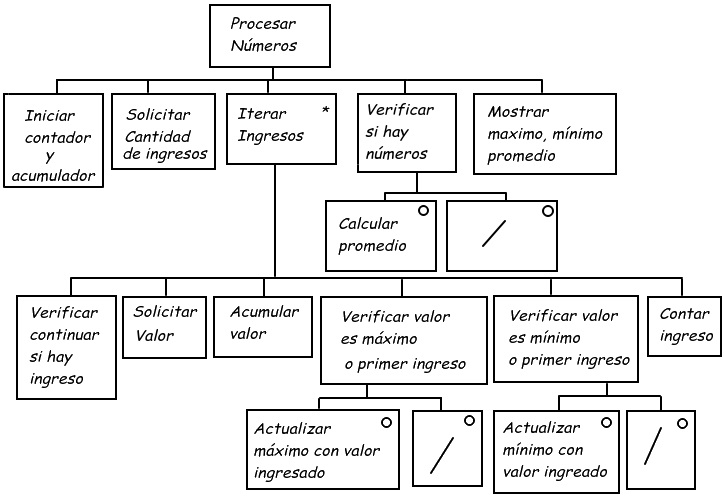 Procesar
Números
Iniciar
contador
y
acumulador
Solicitar
Cantidad
de ingresos
Iterar *
Ingresos
Verificar
si hay
números
Mostrar
maximo, mínimo
promedio
Calcular
promedio
Verificar
continuar
si hay
ingreso
Solicitar
Valor
Acumular
valor
Verificar valor
es máximo
o primer ingreso
Verificar valor
es mínimo
o primer ingreso
Contar
ingreso
Actualizar
máximo con valor
ingresado
Actualizar
mínimo con
valor ingreado